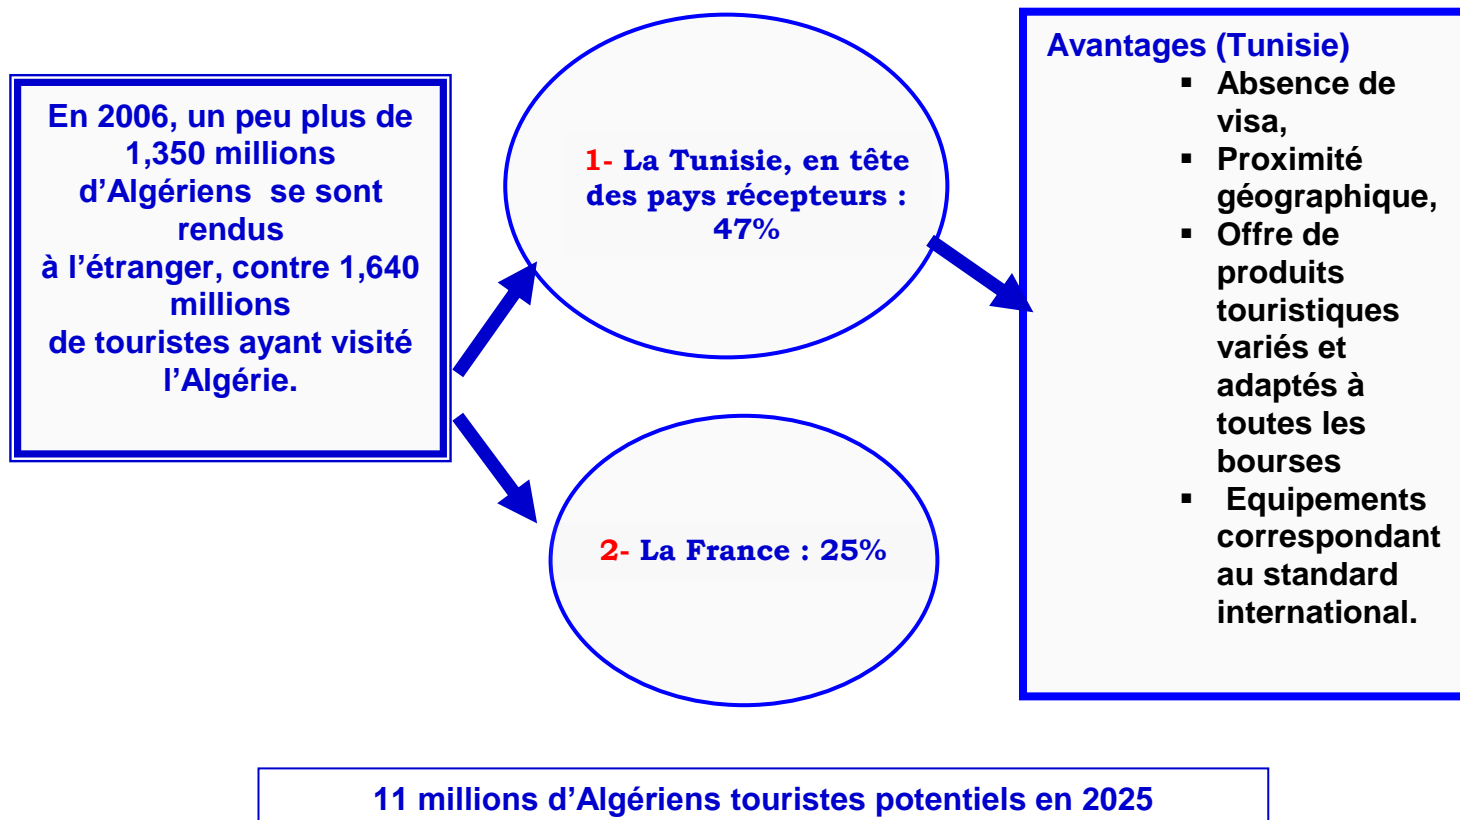 En 2006, un peu plus de
1,350 millions
d’Algériens se sont
rendus
à l’étranger, contre 1,640
millions
de touristes ayant visité
l’Algérie.
1- La Tunisie, en tête
des pays récepteurs :
47%
2- La France : 25%
Avantages (Tunisie)
▪ Absence de
visa,
▪ Proximité
géographique,
▪ Offre de
produits
touristiques
variés et
adaptés à
toutes les
bourses
▪ Equipements
correspondant
au standard
international.
11 millions d’Algériens touristes potentiels en 2025